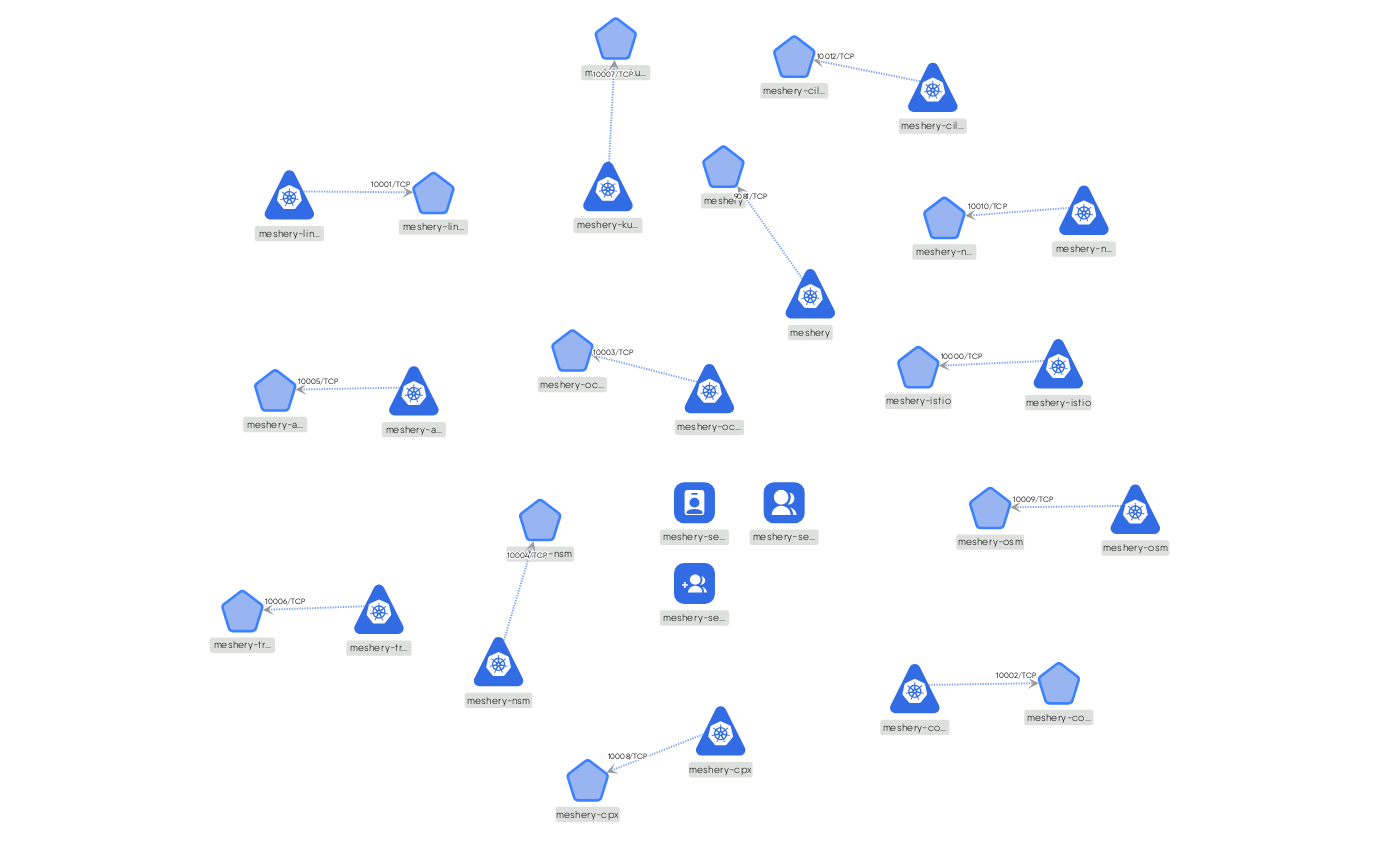 10012/TCP
10007/TCP
meshery-cil...
meshery-cil...
10001/TCP
meshery
9081/TCP
10010/TCP
meshery-lin...
meshery-lin...
meshery-ku...
meshery-n...
meshery-n...
meshery
10003/TCP
10000/TCP
10005/TCP
meshery-oc...
meshery-istio
meshery-istio
meshery-a...
meshery-a...
meshery-oc...
10009/TCP
meshery-se...
meshery-se...
meshery-osm
meshery-osm
10004/TCP
-nsm
10006/TCP
meshery-se...
meshery-tr...
meshery-tr...
10002/TCP
meshery-nsm
meshery-co...
meshery-co...
10008/TCP
meshery-cpx
meshery-cpx